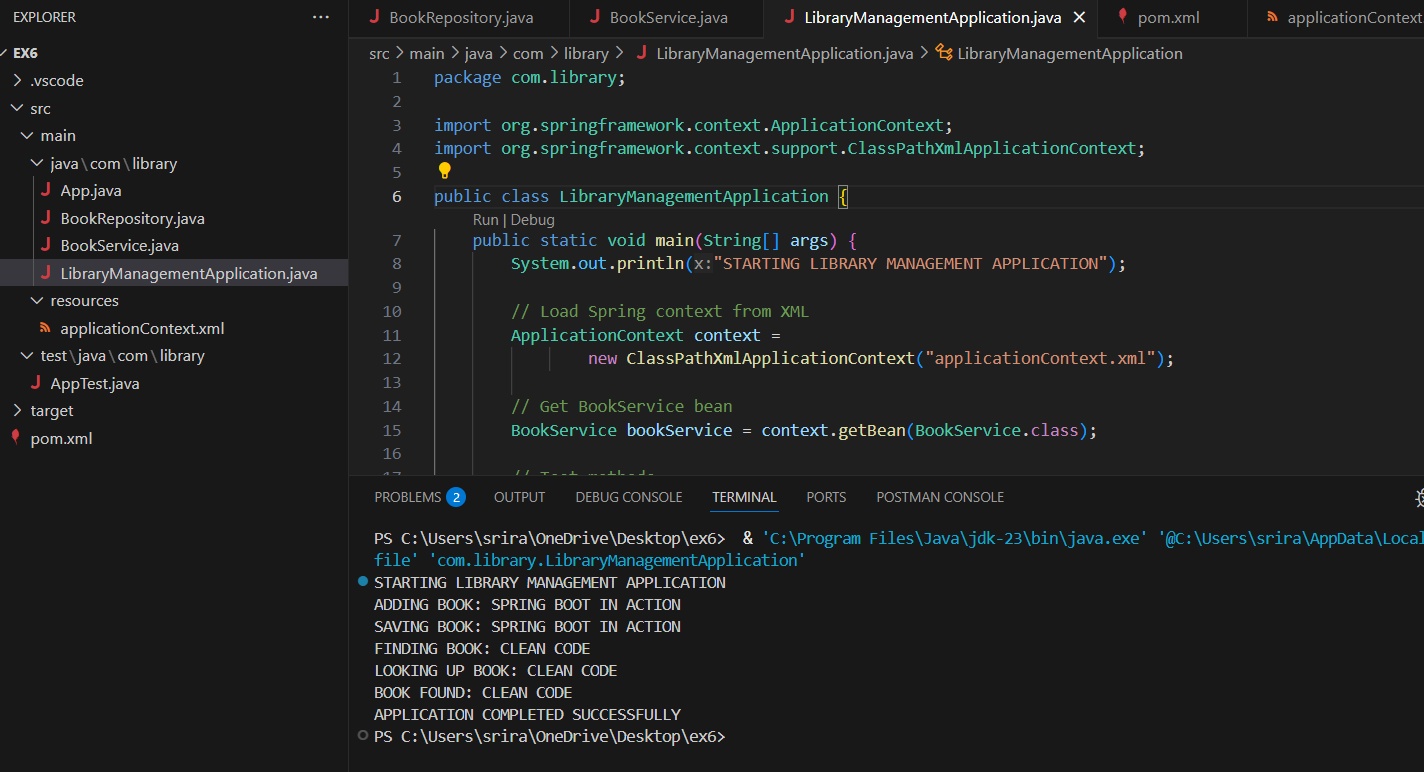 EXPLORER ···
EX6
.vscode
src
main
java\com\library
App.java
BookRepository.java
BookService.java
LibraryManagementApplication.java
resources
applicationContext.xml
test\java\com\library
AppTest.java
target
pom.xml
BookRepository.java BookService.java LibraryManagementApplication.java pom.xml applicationContext
src > main > java > com > library > LibraryManagementApplication.java > LibraryManagementApplication
1 package com.library;
2
3 import org.springframework.context.ApplicationContext;
4 import org.springframework.context.support.ClassPathXmlApplicationContext;
5
6 public class LibraryManagementApplication {
Run | Debug
7 public static void main(String[] args) {
8 System.out.println(x:"STARTING LIBRARY MANAGEMENT APPLICATION");
9
10 // Load Spring context from XML
11 ApplicationContext context =
12 new ClassPathXmlApplicationContext("applicationContext.xml");
13
14 // Get BookService bean
15 BookService bookService = context.getBean(BookService.class);
16
17 // Test methods
PROBLEMS 2 OUTPUT DEBUG CONSOLE TERMINAL PORTS POSTMAN CONSOLE
PS C:\Users\srira\OneDrive\Desktop\ex6> & 'C:\Program Files\Java\jdk-23\bin\java.exe' '@C:\Users\srira\AppData\Local
file' 'com.library.LibraryManagementApplication'
STARTING LIBRARY MANAGEMENT APPLICATION
ADDING BOOK: SPRING BOOT IN ACTION
SAVING BOOK: SPRING BOOT IN ACTION
FINDING BOOK: CLEAN CODE
LOOKING UP BOOK: CLEAN CODE
BOOK FOUND: CLEAN CODE
APPLICATION COMPLETED SUCCESSFULLY
PS C:\Users\srira\OneDrive\Desktop\ex6>